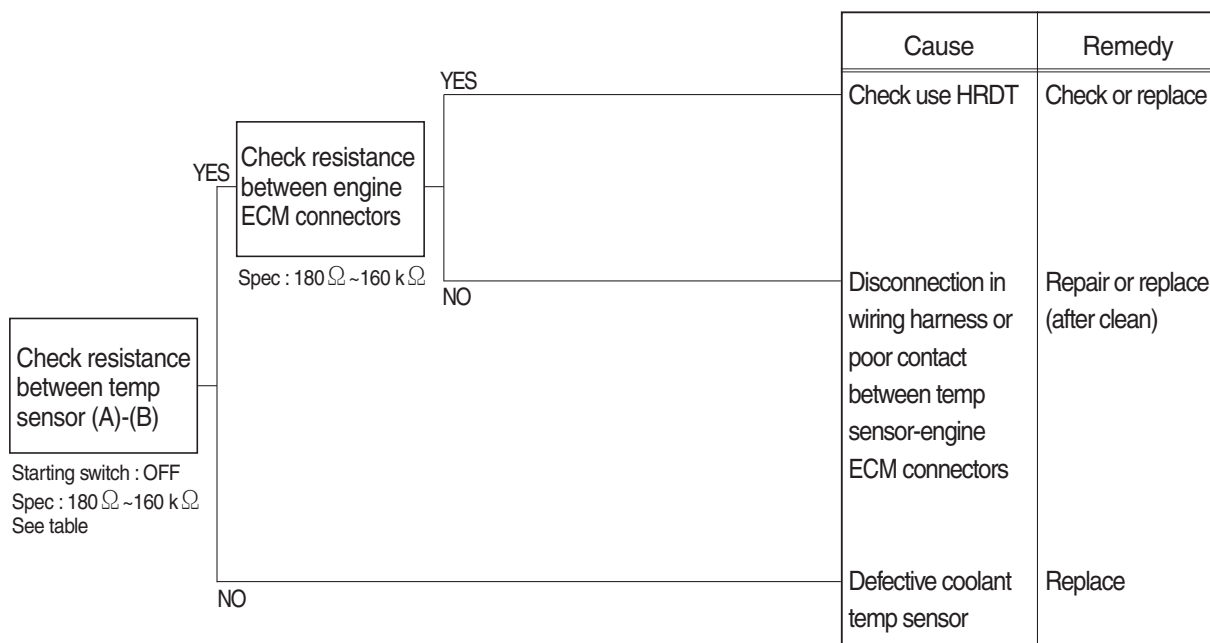 Cause
Remedy
YES
Check use HRDT
Check or replace
YES
Check resistance
between engine
ECM connectors
Spec : 180 Ω ~160 k Ω
NO
Disconnection in
wiring harness or
poor contact
between temp
sensor-engine
ECM connectors
Repair or replace
(after clean)
Check resistance
between temp
sensor (A)-(B)
Starting switch : OFF
Spec : 180 Ω ~160 k Ω
See table
NO
Defective coolant
temp sensor
Replace